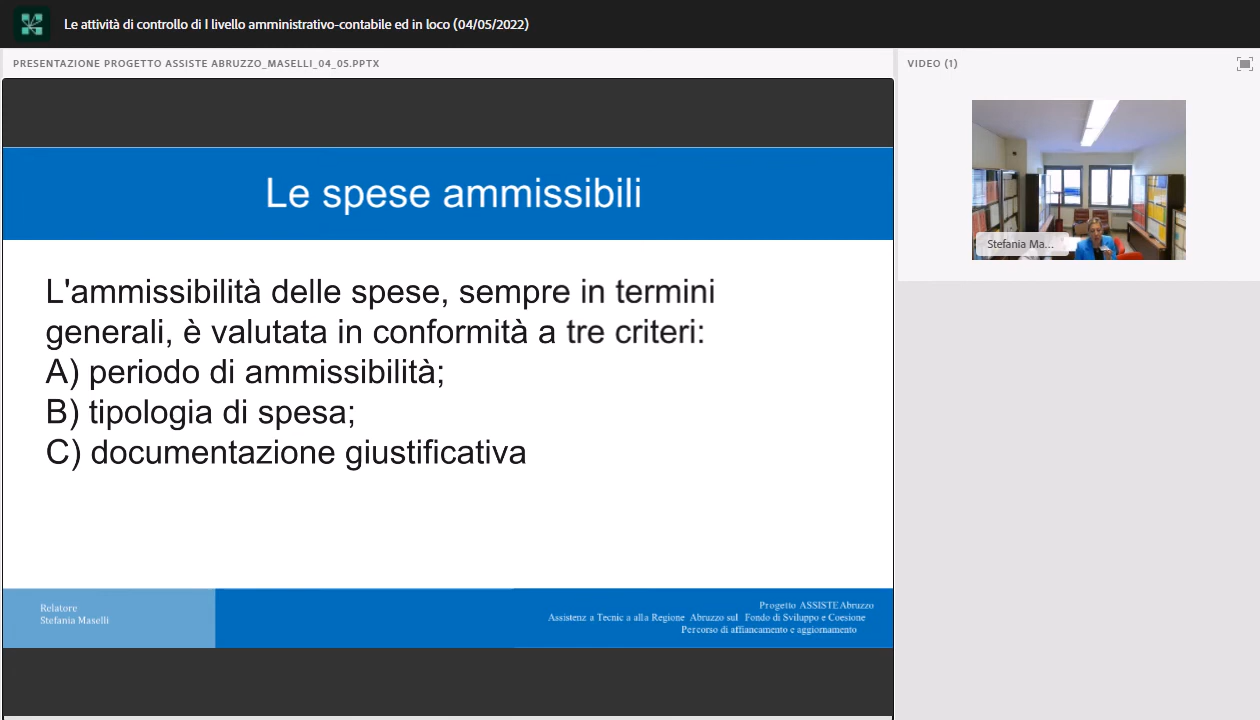 Le attività di controllo di I livello amministrativo-contabile ed in loco (04/05/2022)
PRESENTAZIONE PROGETTO ASSISTE ABRUZZO_MASELLI_04_05.PPTX
VIDEO (1)
Le spese ammissibili
L'ammissibilità delle spese, sempre in termini
generali, è valutata in conformità a tre criteri:
A) periodo di ammissibilità;
B) tipologia di spesa;
C) documentazione giustificativa
Stefania Ma...
Relatore
Stefania Maselli
Progetto ASSISTE Abruzzo
Assistenz a Tecnic a alla Regione Abruzzo sul Fondo di Sviluppo e Coesione
Percorso di affiancamento e aggiornamento